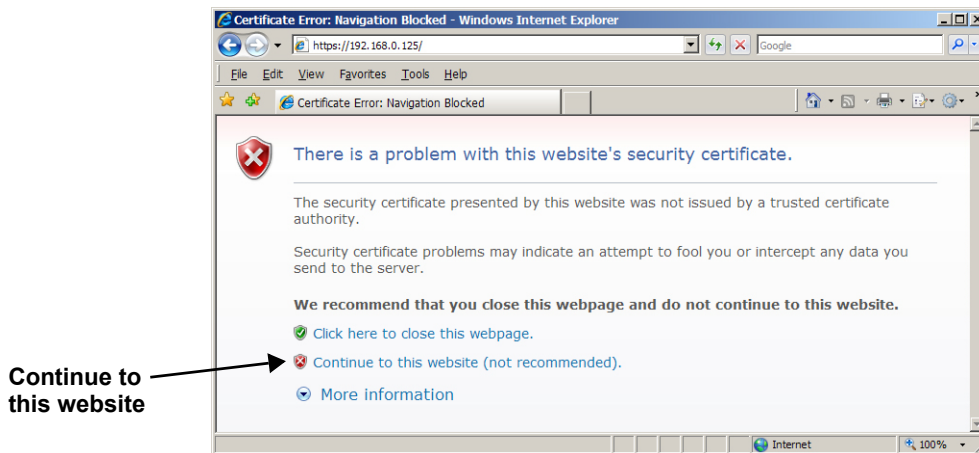 Certificate Error: Navigation Blocked - Windows Internet Explorer
https://192.168.0.125/
Google
File Edit View Favorites Tools Help
Certificate Error: Navigation Blocked
There is a problem with this website's security certificate.
The security certificate presented by this website was not issued by a trusted certificate
authority.
Security certificate problems may indicate an attempt to fool you or intercept any data you
send to the server.
We recommend that you close this webpage and do not continue to this website.
Click here to close this webpage.
Continue to this website (not recommended).
More information
Continue to
this website
Internet
100%